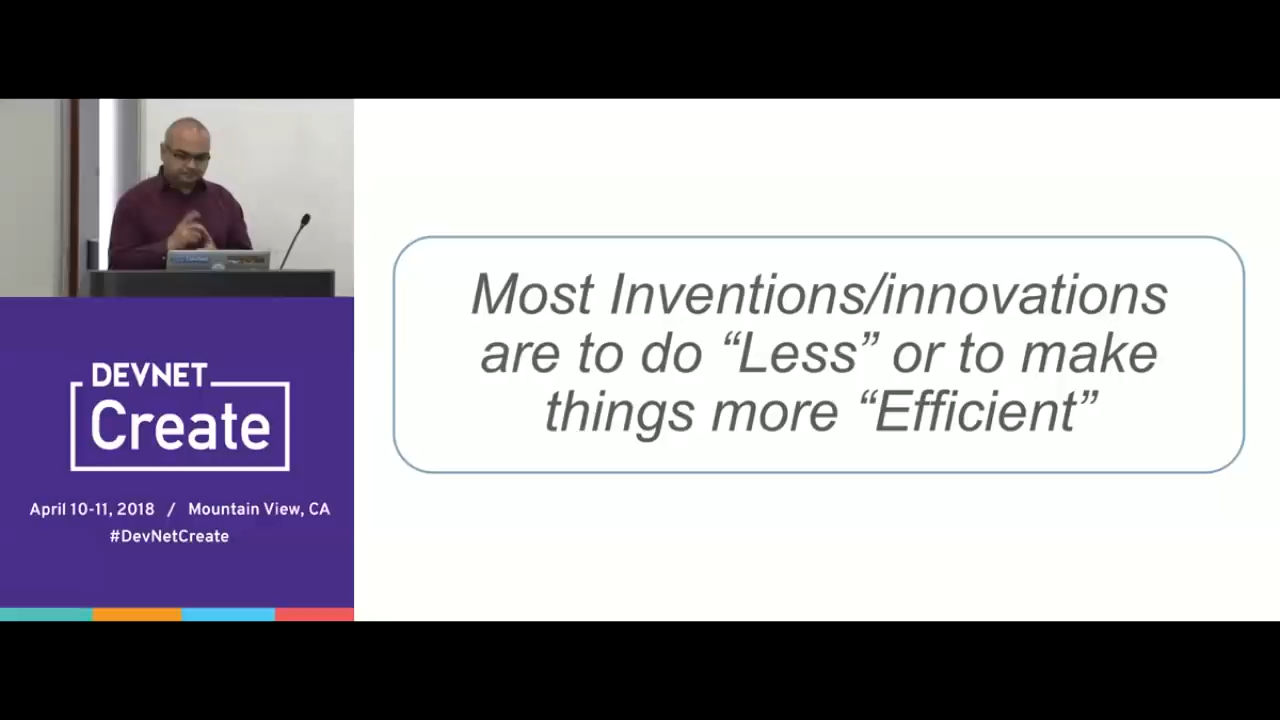 DEVNET
Create
April 10-11, 2018 / Mountain View, CA
#DevNetCreate
Most Inventions/innovations
are to do “Less” or to make
things more “Efficient”